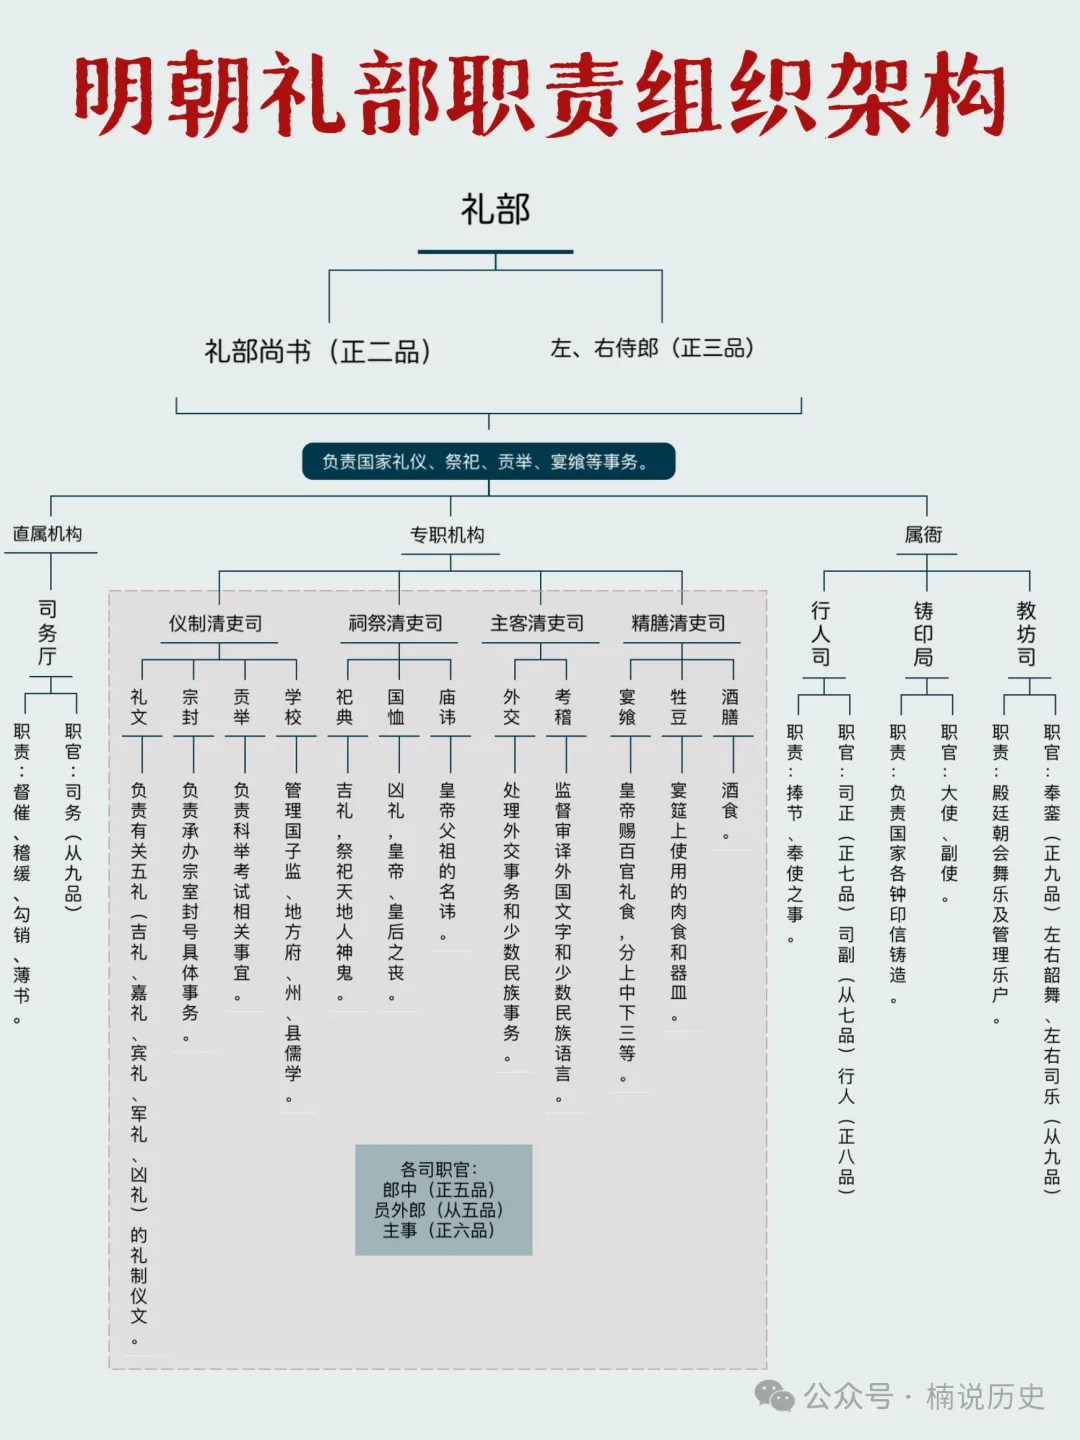 明朝礼部职责组织架构
礼部
礼部尚书（正二品）
左、右侍郎（正三品）
负责国家礼仪、祭祀、贡举、宴飨等事务。
直属机构
专职机构
属衙
司务厅
职责：督催、稽缓、勾销、薄书。
职官：司务（从九品）
仪制清吏司
祠祭清吏司
主客清吏司
精膳清吏司
礼文
宗封
贡举
学校
祀典
国恤
庙讳
外交
考稽
宴飨
牲豆
酒膳
负责有关五礼（吉礼、嘉礼、宾礼、军礼、凶礼）的礼制仪文。
负责承办宗室封号具体事务。
负责科举考试相关事宜。
管理国子监、地方府、州、县儒学。
吉礼，祭祀天地人神鬼。
凶礼，皇帝、皇后之丧。
皇帝父祖的名讳。
处理外交事务和少数民族事务。
监督审译外国文字和少数民族语言。
皇帝赐百官礼食，分上中下三等。
宴筵上使用的肉食和器皿。
酒食。
各司职官：
郎中（正五品）
员外郎（从五品）
主事（正六品）
行人司
铸印局
教坊司
职责：捧节、奉使之事。
职官：司正（正七品）司副（从七品）行人（正八品）
职责：负责国家各钟印信铸造。
职官：大使、副使。
职责：殿廷朝会舞乐及管理乐户。
职官：奉銮（正九品）左右韶舞、左右司乐（从九品）
公众号·楠说历史